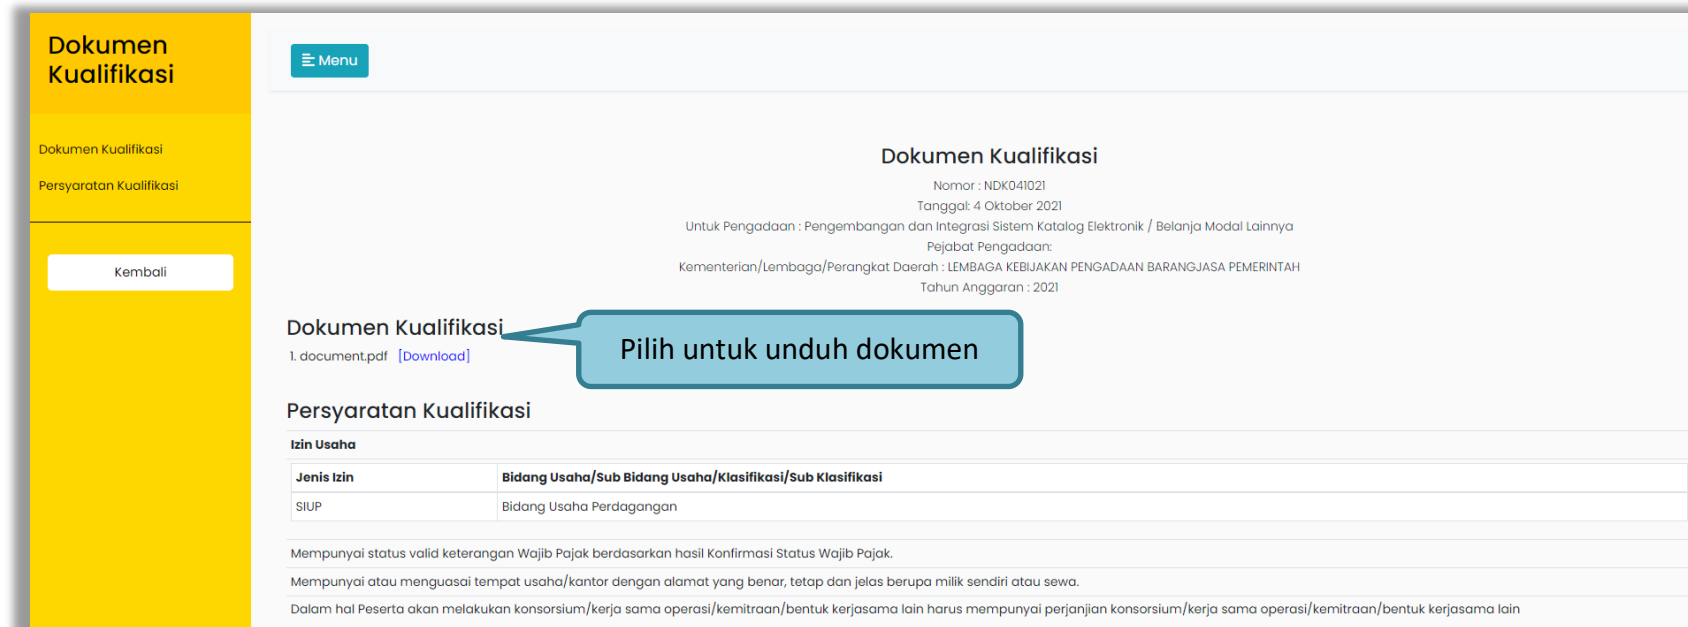 Dokumen
Kualifikasi
Dokumen Kualifikasi
Persyaratan Kualifikasi
Kembali
Menu
Dokumen Kualifikasi
Nomor : NDK041021
Tanggal: 4 Oktober 2021
Untuk Pengadaan : Pengembangan dan Integrasi Sistem Katalog Elektronik / Belanja Modal Lainnya
Pejabat Pengadaan:
Kementerian/Lembaga/Perangkat Daerah : LEMBAGA KEBIJAKAN PENGADAAN BARANGJASA PEMERINTAH
Tahun Anggaran : 2021
Dokumen Kualifikasi
1. document.pdf [Download]
Pilih untuk unduh dokumen
Persyaratan Kualifikasi
Izin Usaha
Jenis Izin Bidang Usaha/Sub Bidang Usaha/Klasifikasi/Sub Klasifikasi
SIUP Bidang Usaha Perdagangan
Mempunyai status valid keterangan Wajib Pajak berdasarkan hasil Konfirmasi Status Wajib Pajak.
Mempunyai atau menguasai tempat usaha/kantor dengan alamat yang benar, tetap dan jelas berupa milik sendiri atau sewa.
Dalam hal Peserta akan melakukan konsorsium/kerja sama operasi/kemitraan/bentuk kerjasama lain harus mempunyai perjanjian konsorsium/kerja sama operasi/kemitraan/bentuk kerjasama lain